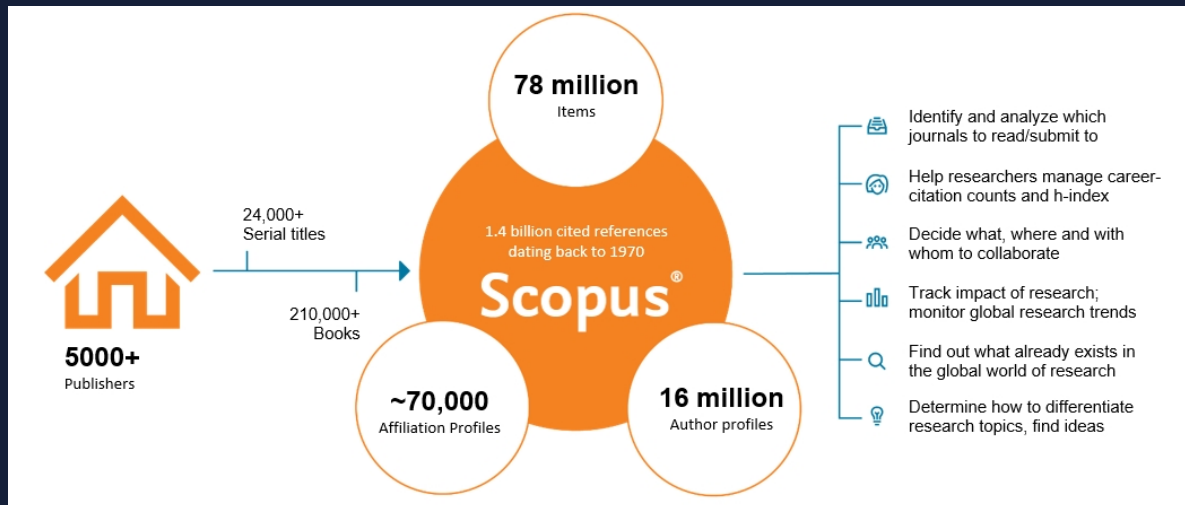 5000+
Publishers
24,000+
Serial titles
210,000+
Books
78 million
Items
1.4 billion cited references
dating back to 1970
Scopus®
~70,000
Affiliation Profiles
16 million
Author profiles
Identify and analyze which
journals to read/submit to
Help researchers manage career-
citation counts and h-index
Decide what, where and with
whom to collaborate
Track impact of research;
monitor global research trends
Find out what already exists in
the global world of research
Determine how to differentiate
research topics, find ideas